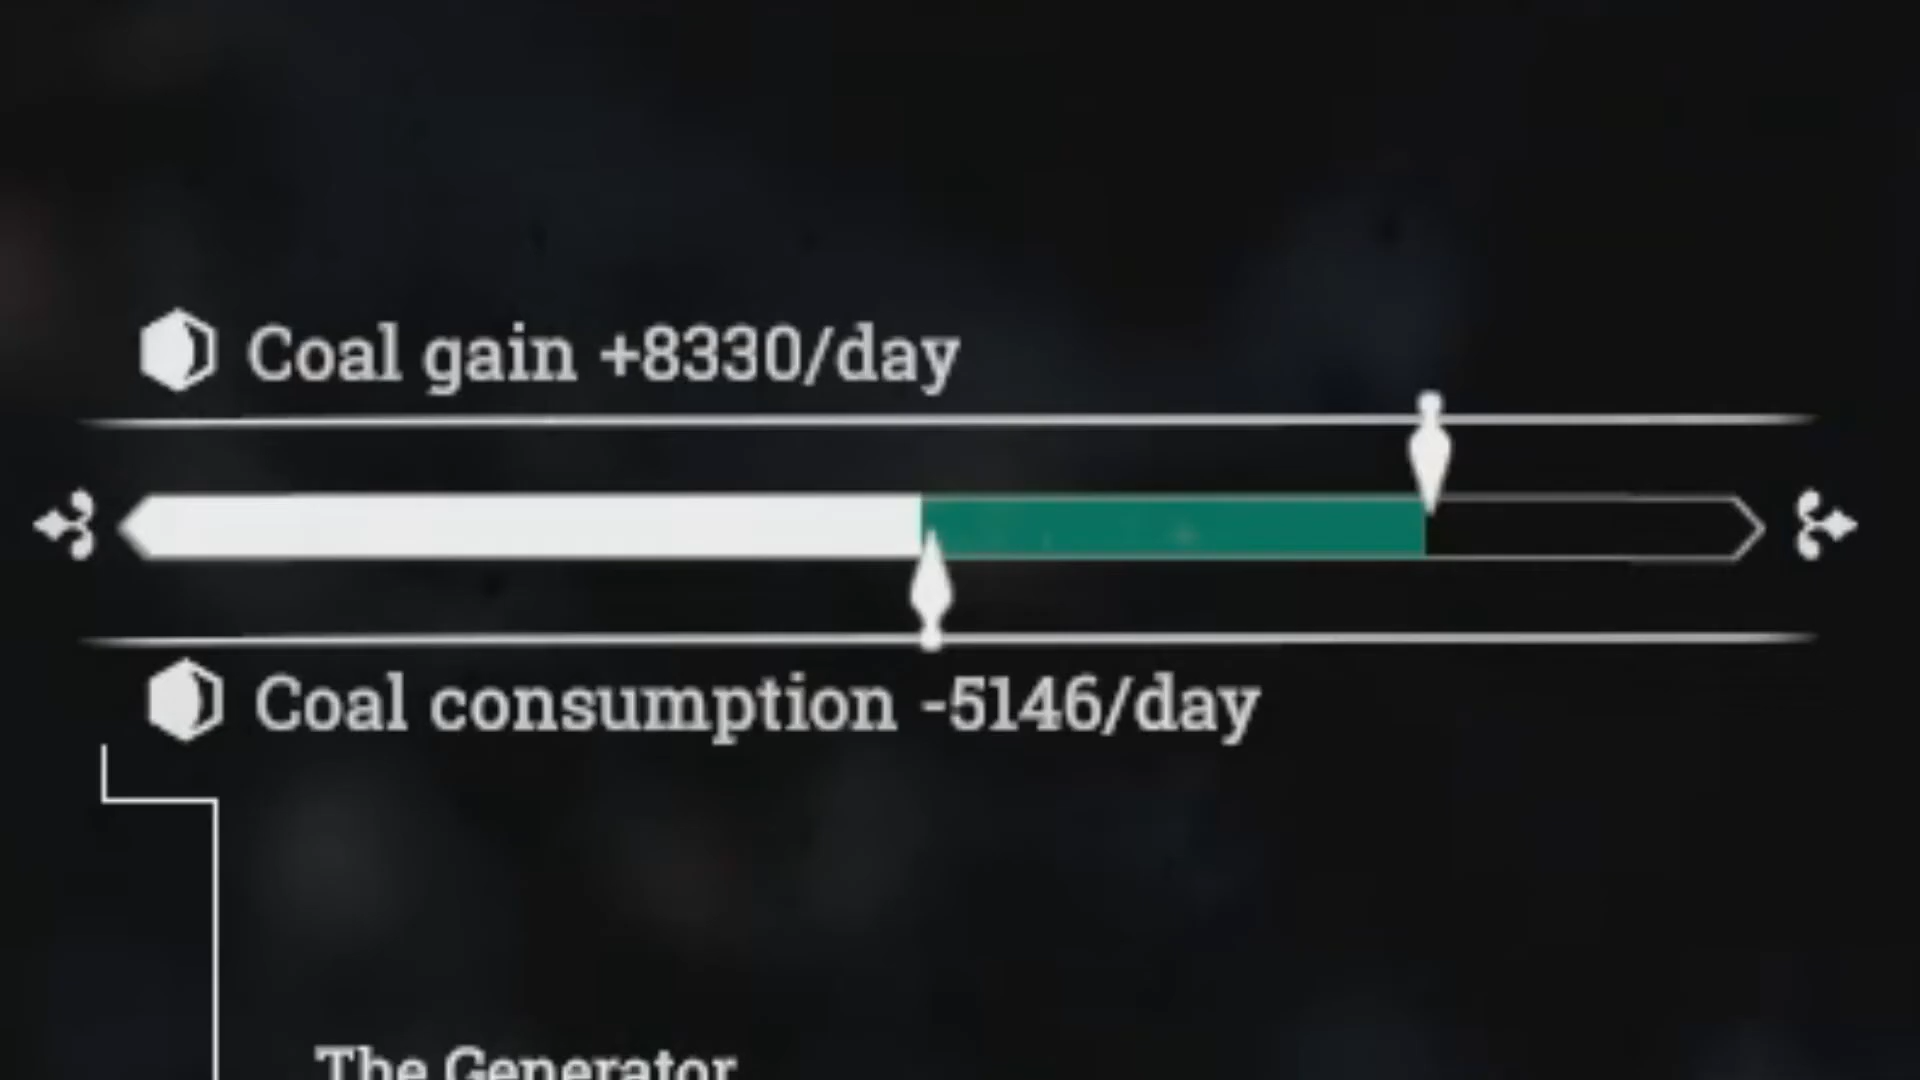 Coal gain +8330/day
Coal consumption -5146/day
The Generator